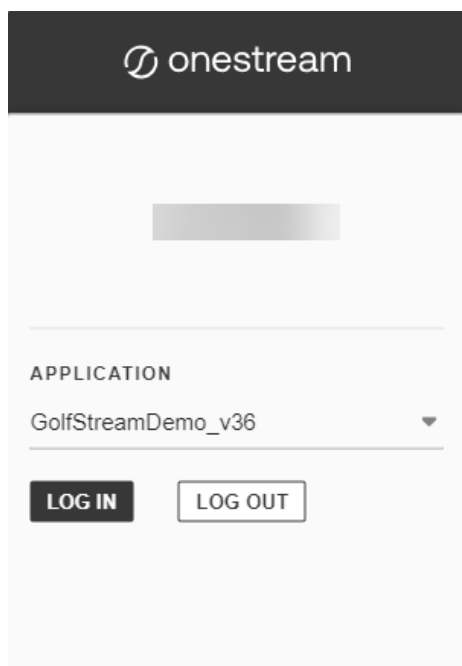 onestream
APPLICATION
GolfStreamDemo_v36
LOG IN
LOG OUT